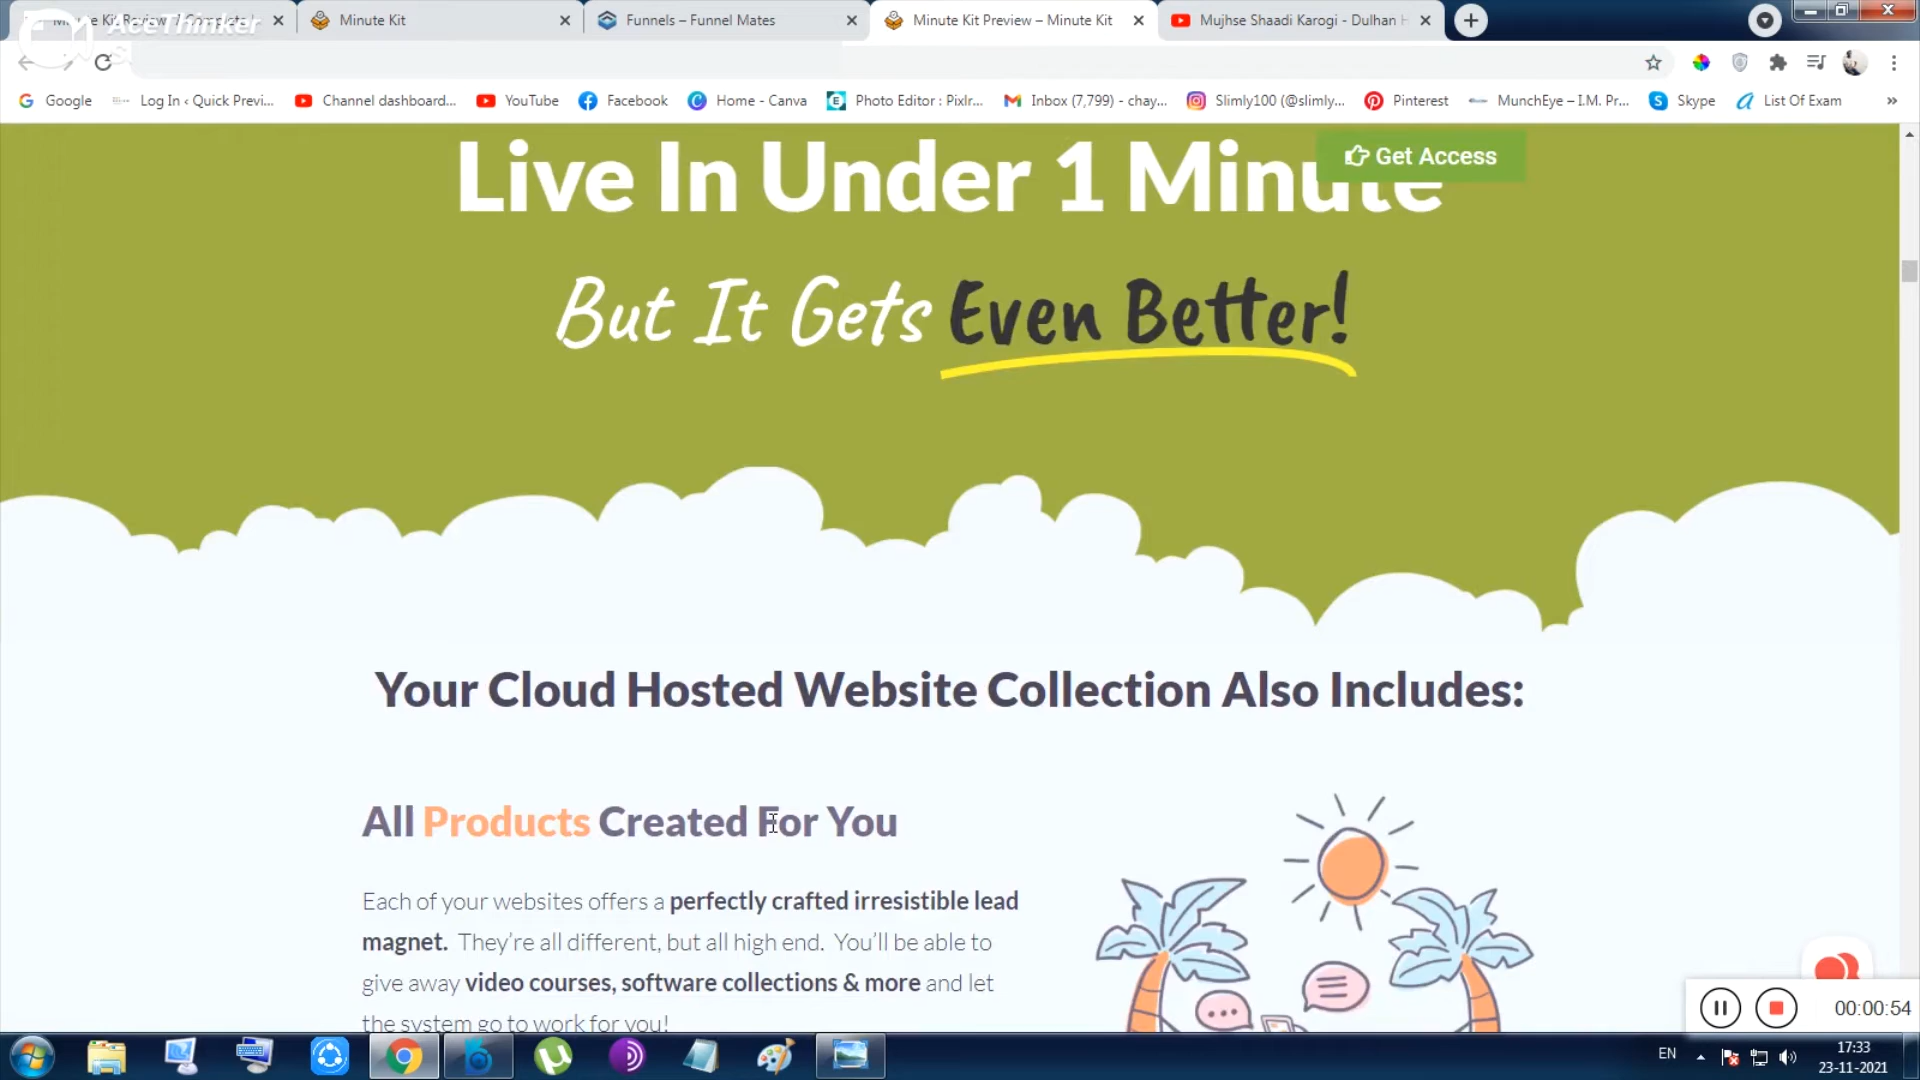 AceThinker
Minute Kit Review
Minute Kit
Funnels – Funnel Mates
Minute Kit Preview – Minute Kit
Mujhse Shaadi Karogi - Dulhan H
Google
Log In ‹ Quick Previ...
Channel dashboard...
YouTube
Facebook
Home - Canva
Photo Editor : Pixlr...
Inbox (7,799) - chay...
Slimly100 (@slimly...
Pinterest
MunchEye – I.M. Pr...
Skype
List Of Exam
»
Get Access
Live In Under 1 Minute
But It Gets Even Better!
Your Cloud Hosted Website Collection Also Includes:
All Products Created For You
Each of your websites offers a perfectly crafted irresistible lead
magnet. They’re all different, but all high end. You’ll be able to
give away video courses, software collections & more and let
the system go to work for you!
00:00:54
EN
17:33
23-11-2021